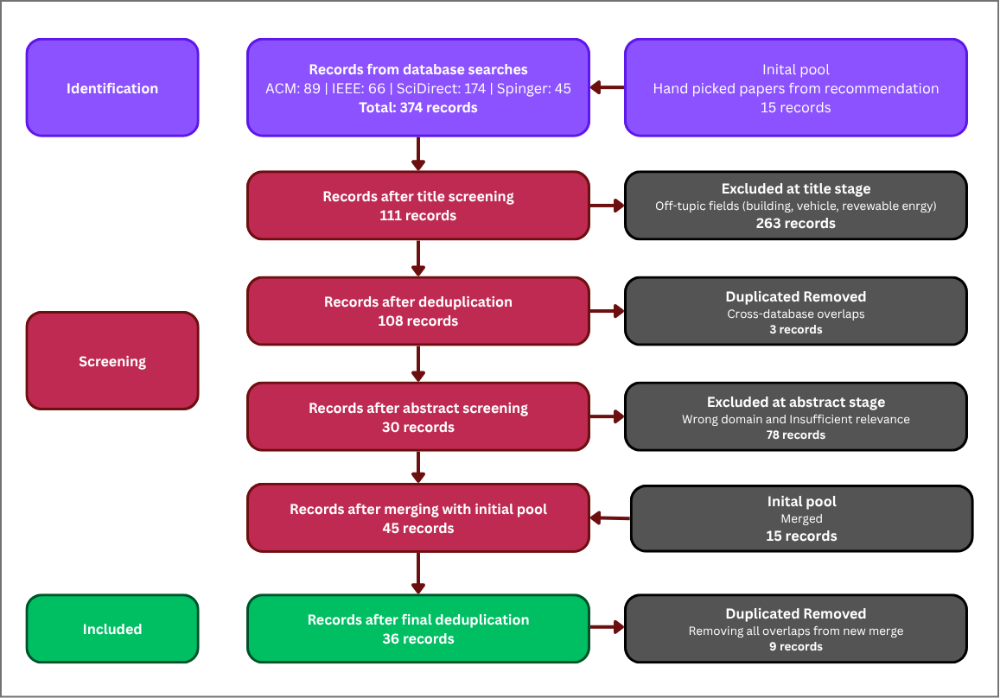 Identification
Records from database searches
ACM: 89 | IEEE: 66 | SciDirect: 174 | Spinger: 45
Total: 374 records
Inital pool
Hand picked papers from recommendation
15 records
Records after title screening
111 records
Excluded at title stage
Off-tupic fields (building, vehicle, revewable enrgy)
263 records
Records after deduplication
108 records
Duplicated Removed
Cross-database overlaps
3 records
Screening
Records after abstract screening
30 records
Excluded at abstract stage
Wrong domain and Insufficient relevance
78 records
Records after merging with initial pool
45 records
Inital pool
Merged
15 records
Included
Records after final deduplication
36 records
Duplicated Removed
Removing all overlaps from new merge
9 records